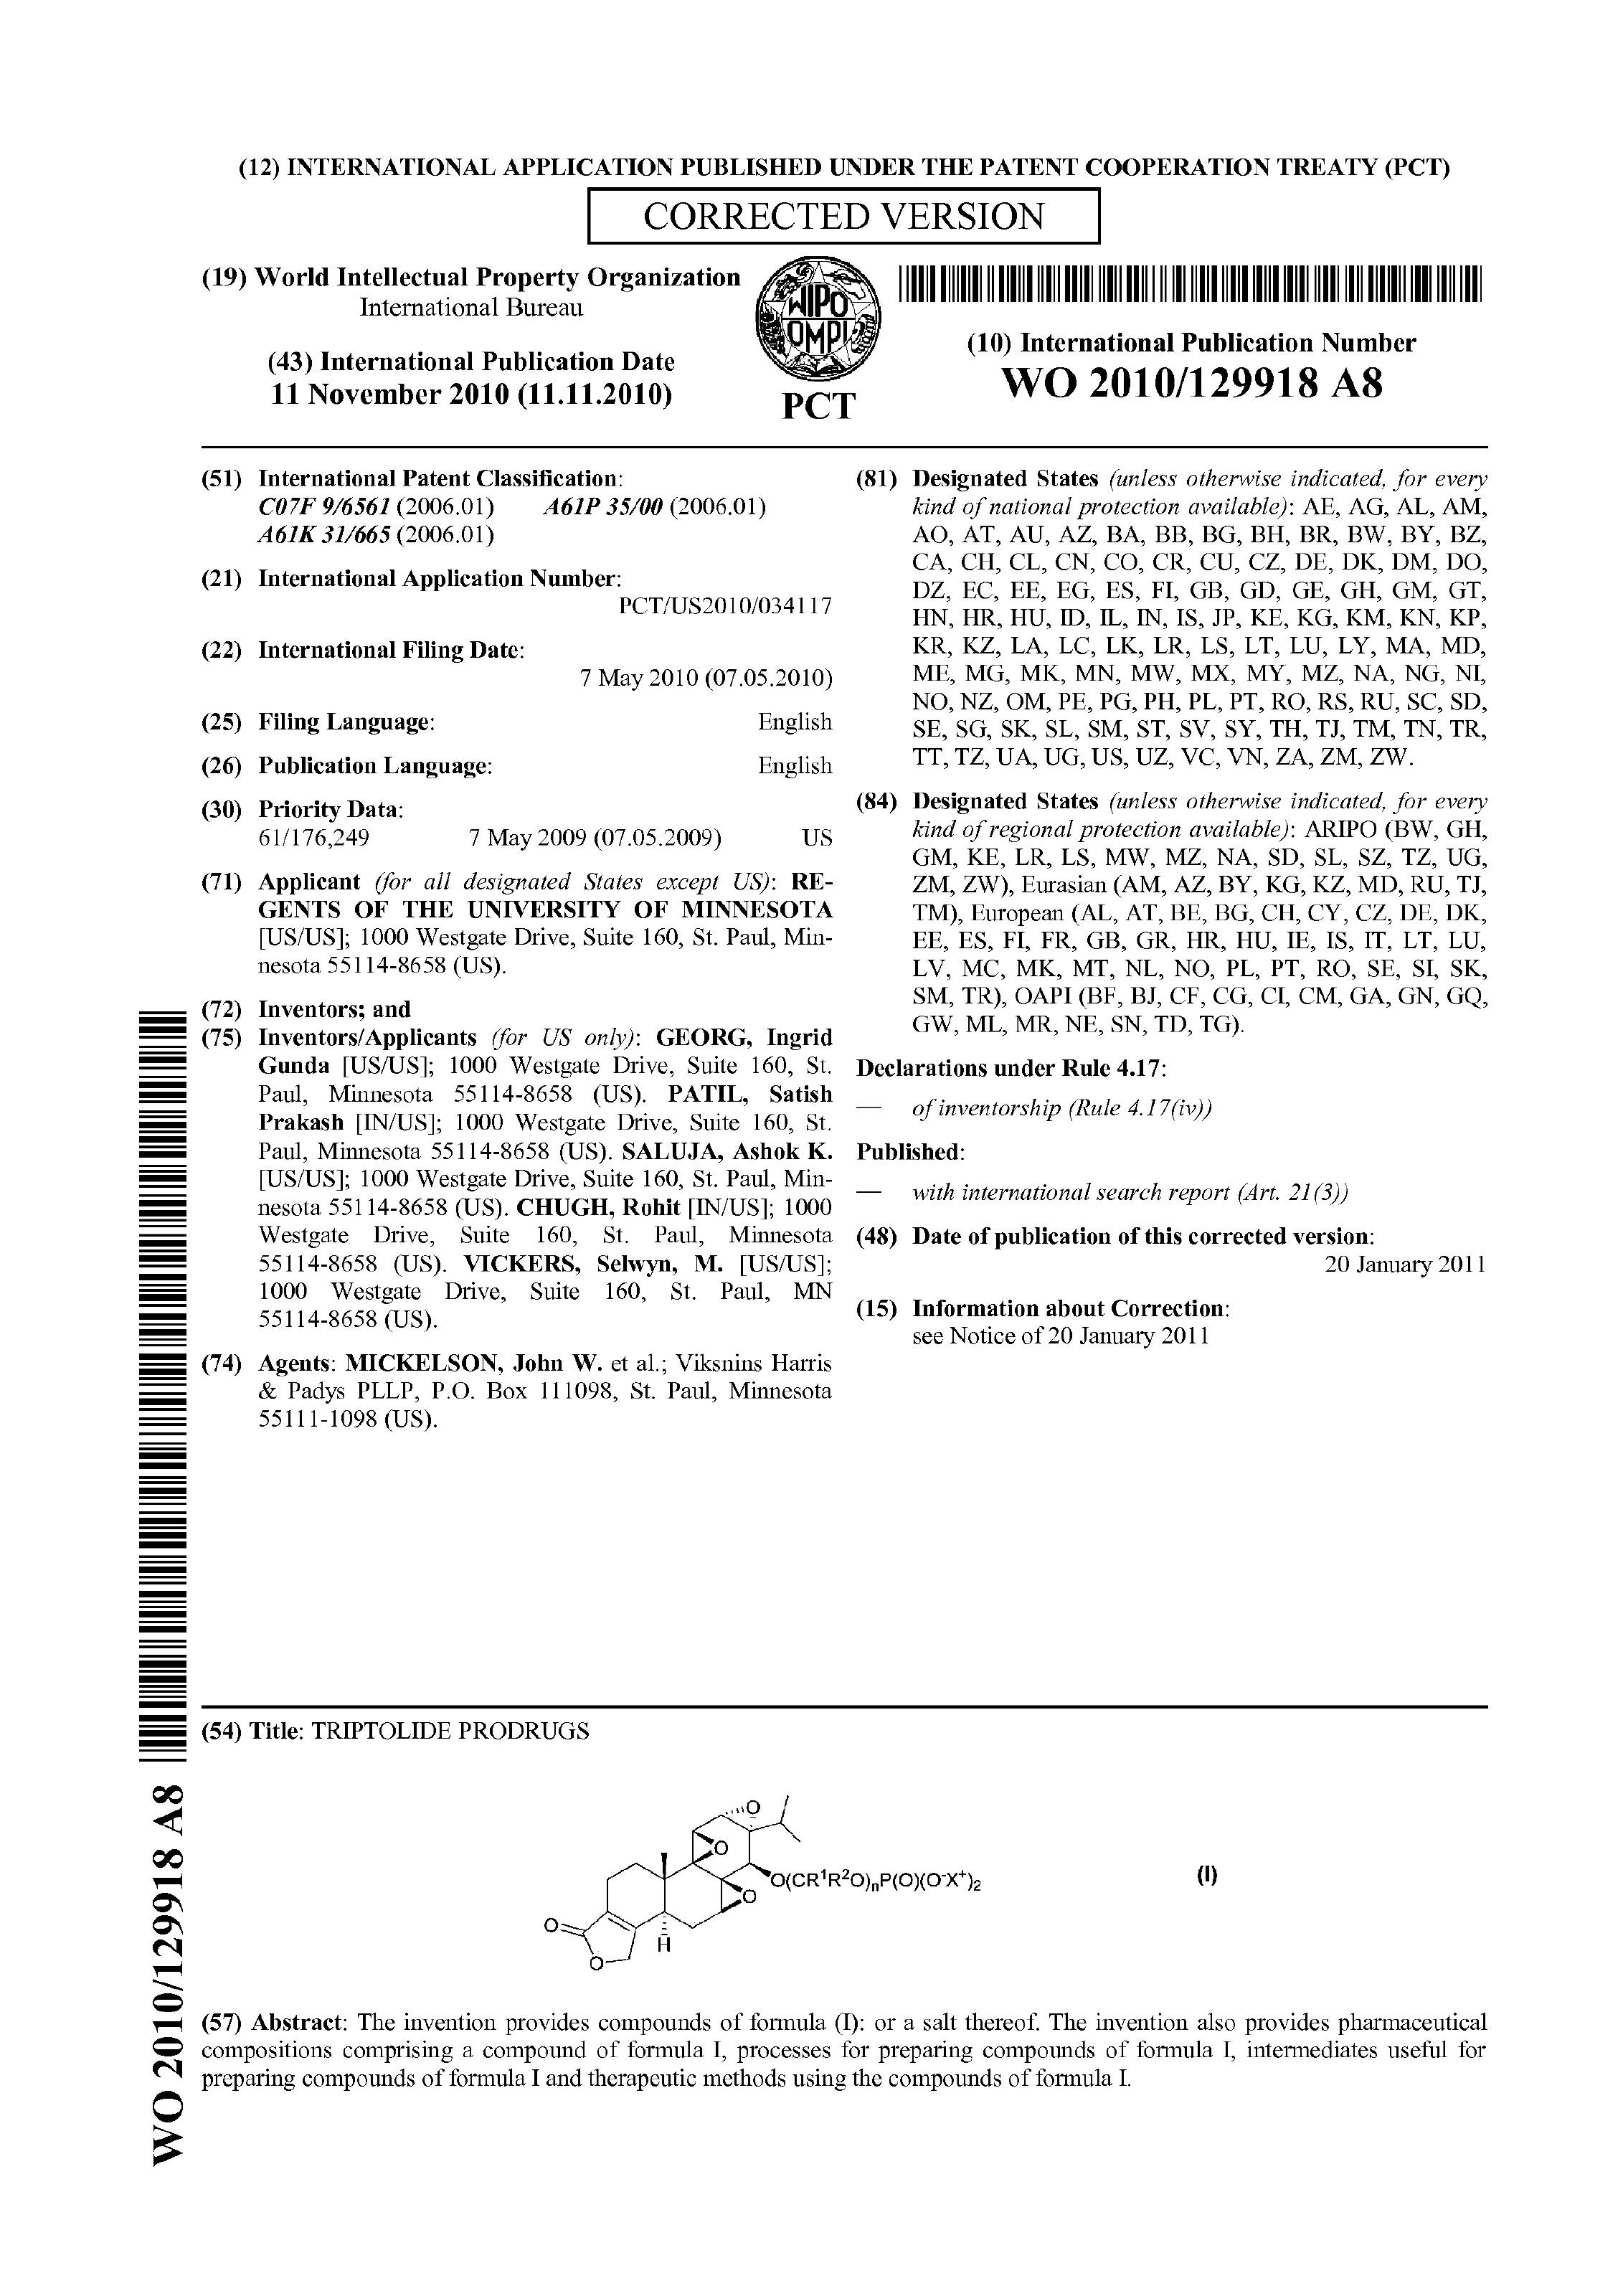 (12) INTERNATIONAL APPLICATION PUBLISHED UNDER THE PATENT COOPERATION TREATY (PCT)
CORRECTED VERSION
(19) World Intellectual Property Organization
International Bureau
(43) International Publication Date
11 November 2010 (11.11.2010)
WIPO
OMPI
PCT
(10) International Publication Number
WO 2010/129918 A8
(51) International Patent Classification:
C07F 9/6561 (2006.01) A61P 35/00 (2006.01)
A61K 31/665 (2006.01)
(21) International Application Number:
PCT/US2010/034117
(22) International Filing Date:
7 May 2010 (07.05.2010)
(25) Filing Language: English
(26) Publication Language: English
(30) Priority Data:
61/176,249 7 May 2009 (07.05.2009) US
(71) Applicant (for all designated States except US): RE-
GENTS OF THE UNIVERSITY OF MINNESOTA
[US/US]; 1000 Westgate Drive, Suite 160, St. Paul, Min-
nesota 55114-8658 (US).
(72) Inventors; and
(75) Inventors/Applicants (for US only): GEORG, Ingrid
Gunda [US/US]; 1000 Westgate Drive, Suite 160, St.
Paul, Minnesota 55114-8658 (US). PATIL, Satish
Prakash [IN/US]; 1000 Westgate Drive, Suite 160, St.
Paul, Minnesota 55114-8658 (US). SALUJA, Ashok K.
[US/US]; 1000 Westgate Drive, Suite 160, St. Paul, Min-
nesota 55114-8658 (US). CHUGH, Rohit [IN/US]; 1000
Westgate Drive, Suite 160, St. Paul, Minnesota
55114-8658 (US). VICKERS, Selwyn, M. [US/US];
1000 Westgate Drive, Suite 160, St. Paul, MN
55114-8658 (US).
(74) Agents: MICKELSON, John W. et al.; Viksnins Harris
& Padys PLLP, P.O. Box 111098, St. Paul, Minnesota
55111-1098 (US).
(81) Designated States (unless otherwise indicated, for every
kind of national protection available): AE, AG, AL, AM,
AO, AT, AU, AZ, BA, BB, BG, BH, BR, BW, BY, BZ,
CA, CH, CL, CN, CO, CR, CU, CZ, DE, DK, DM, DO,
DZ, EC, EE, EG, ES, FI, GB, GD, GE, GH, GM, GT,
HN, HR, HU, ID, IL, IN, IS, JP, KE, KG, KM, KN, KP,
KR, KZ, LA, LC, LK, LR, LS, LT, LU, LY, MA, MD,
ME, MG, MK, MN, MW, MX, MY, MZ, NA, NG, NI,
NO, NZ, OM, PE, PG, PH, PL, PT, RO, RS, RU, SC, SD,
SE, SG, SK, SL, SM, ST, SV, SY, TH, TJ, TM, TN, TR,
TT, TZ, UA, UG, US, UZ, VC, VN, ZA, ZM, ZW.
(84) Designated States (unless otherwise indicated, for every
kind of regional protection available): ARIPO (BW, GH,
GM, KE, LR, LS, MW, MZ, NA, SD, SL, SZ, TZ, UG,
ZM, ZW), Eurasian (AM, AZ, BY, KG, KZ, MD, RU, TJ,
TM), European (AL, AT, BE, BG, CH, CY, CZ, DE, DK,
EE, ES, FI, FR, GB, GR, HR, HU, IE, IS, IT, LT, LU,
LV, MC, MK, MT, NL, NO, PL, PT, RO, SE, SI, SK,
SM, TR), OAPI (BF, BJ, CF, CG, CI, CM, GA, GN, GQ,
GW, ML, MR, NE, SN, TD, TG).
Declarations under Rule 4.17:
— of inventorship (Rule 4.17(iv))
Published:
— with international search report (Art. 21(3))
(48) Date of publication of this corrected version:
20 January 2011
(15) Information about Correction:
see Notice of 20 January 2011
WO 2010/129918 A8
(54) Title: TRIPTOLIDE PRODRUGS
O
O
O(CR¹R²O)ₙP(O)(O⁻X⁺)₂
O
O
H
O
(I)
(57) Abstract: The invention provides compounds of formula (I): or a salt thereof. The invention also provides pharmaceutical
compositions comprising a compound of formula I, processes for preparing compounds of formula I, intermediates useful for
preparing compounds of formula I and therapeutic methods using the compounds of formula I.